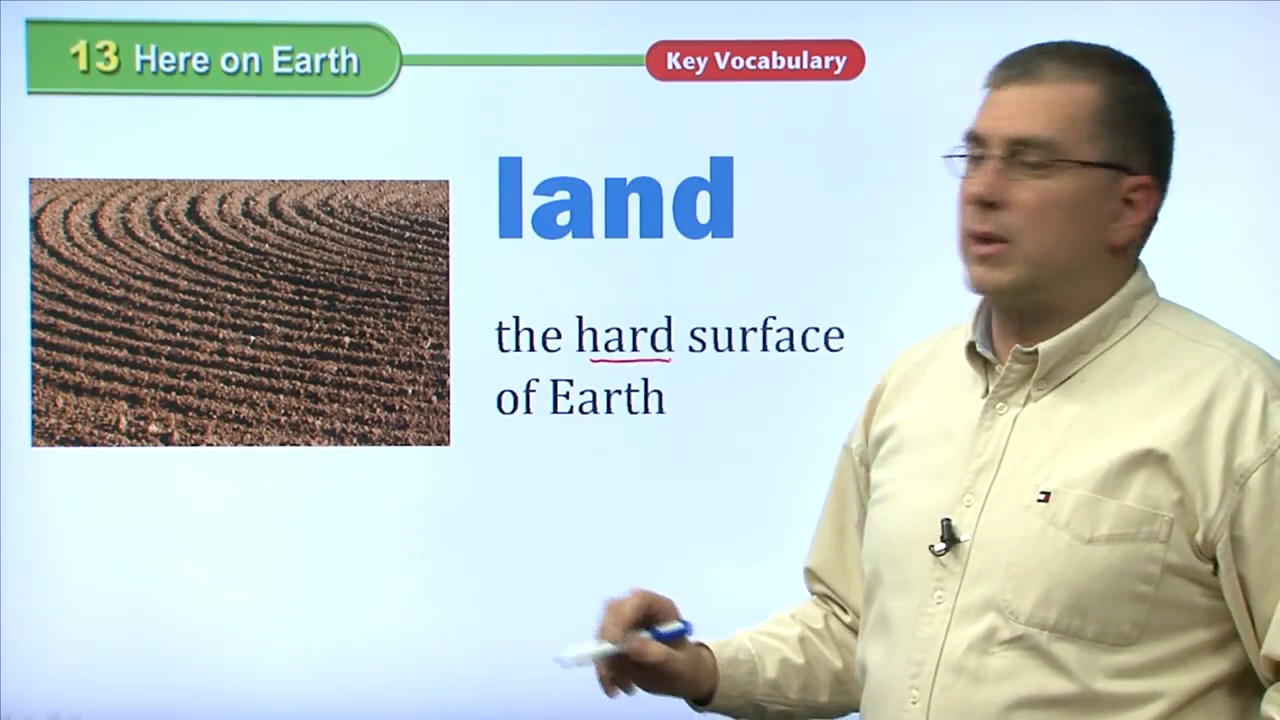 13 Here on Earth
Key Vocabulary
land
the hard surface
of Earth